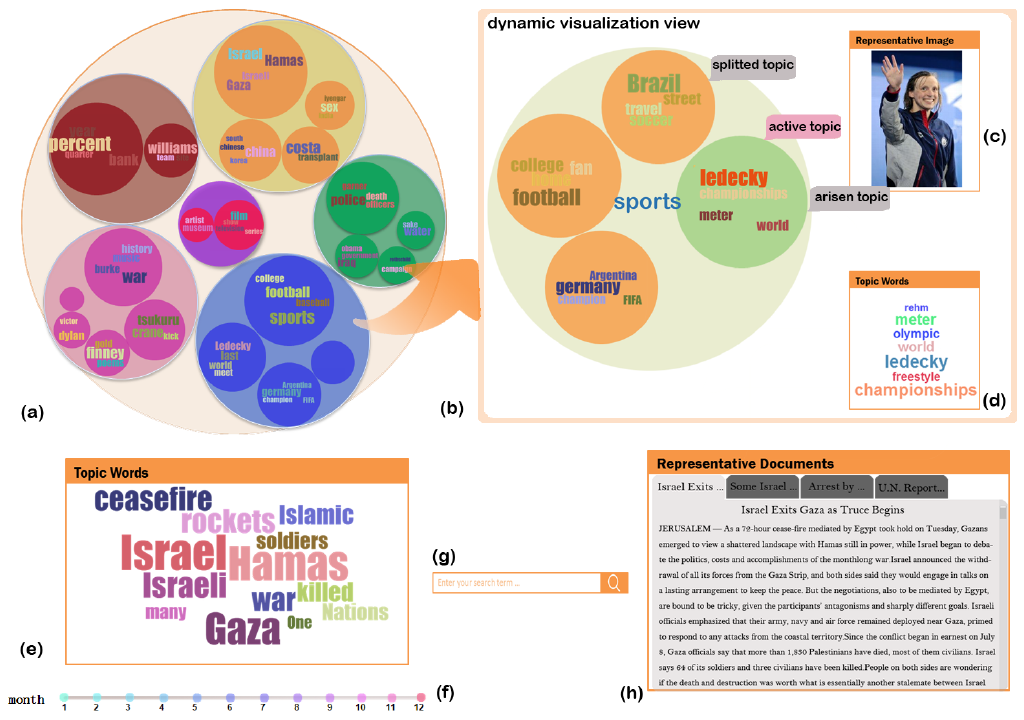 Israel
Hamas
Israeli
Gaza
iyengar
sex
south
chinese
china
korea
costa
transplant
year
percent
quarter
bank
williams
team
artist
museum
film
series
police
death
officers
iraq
campaign
history
burke
war
victor
dylan
gold
finney
tsukuru
crane
kick
college
football
baseball
sports
Ledecky
last
world
meet
Argentina
germany
Champion
FIFA
(a)
(b)
dynamic visualization view
Brazil
street
travel
soccer
splitted topic
active topic
college
fan
football
sports
ledecky
championships
meter
world
arisen topic
Argentina
germany
champion
FIFA
Representative Image
(c)
Topic Words
rehm
meter
olympic
world
ledecky
freestyle
championships
(d)
Topic Words
ceasefire
rockets
Islamic
soldiers
Israel
Hamas
Israeli
war
killed
many
Nations
Gaza
One
(e)
month
1 2 3 4 5 6 7 8 9 10 11 12
(f)
(g)
Enter your search term ...
Representative Documents
Israel Exits ... Some Israel ... Arrest by ... U.N. Report...
Israel Exits Gaza as Truce Begins
JERUSALEM — As a 72-hour cease-fire mediated by Egypt took hold on Tuesday, Gazans
emerged to view a shattered landscape with Hamas still in power, while Israel began to deba-
te the politics, costs and accomplishments of the monthlong war.Israel announced the withd-
rawal of all its forces from the Gaza Strip, and both sides said they would engage in talks on
a lasting arrangement to keep the peace. But the negotiations, also to be mediated by Egypt,
are bound to be tricky, given the participants' antagonisms and sharply different goals. Israeli
officials emphasized that their army, navy and air force remained deployed near Gaza, primed
to respond to any attacks from the coastal territory.Since the conflict began in earnest on July
8, Gaza officials say that more than 1,830 Palestinians have died, most of them civilians. Israel
says 64 of its soldiers and three civilians have been killed.People on both sides are wondering
if the death and destruction was worth what is essentially another stalemate between Israel
(h)